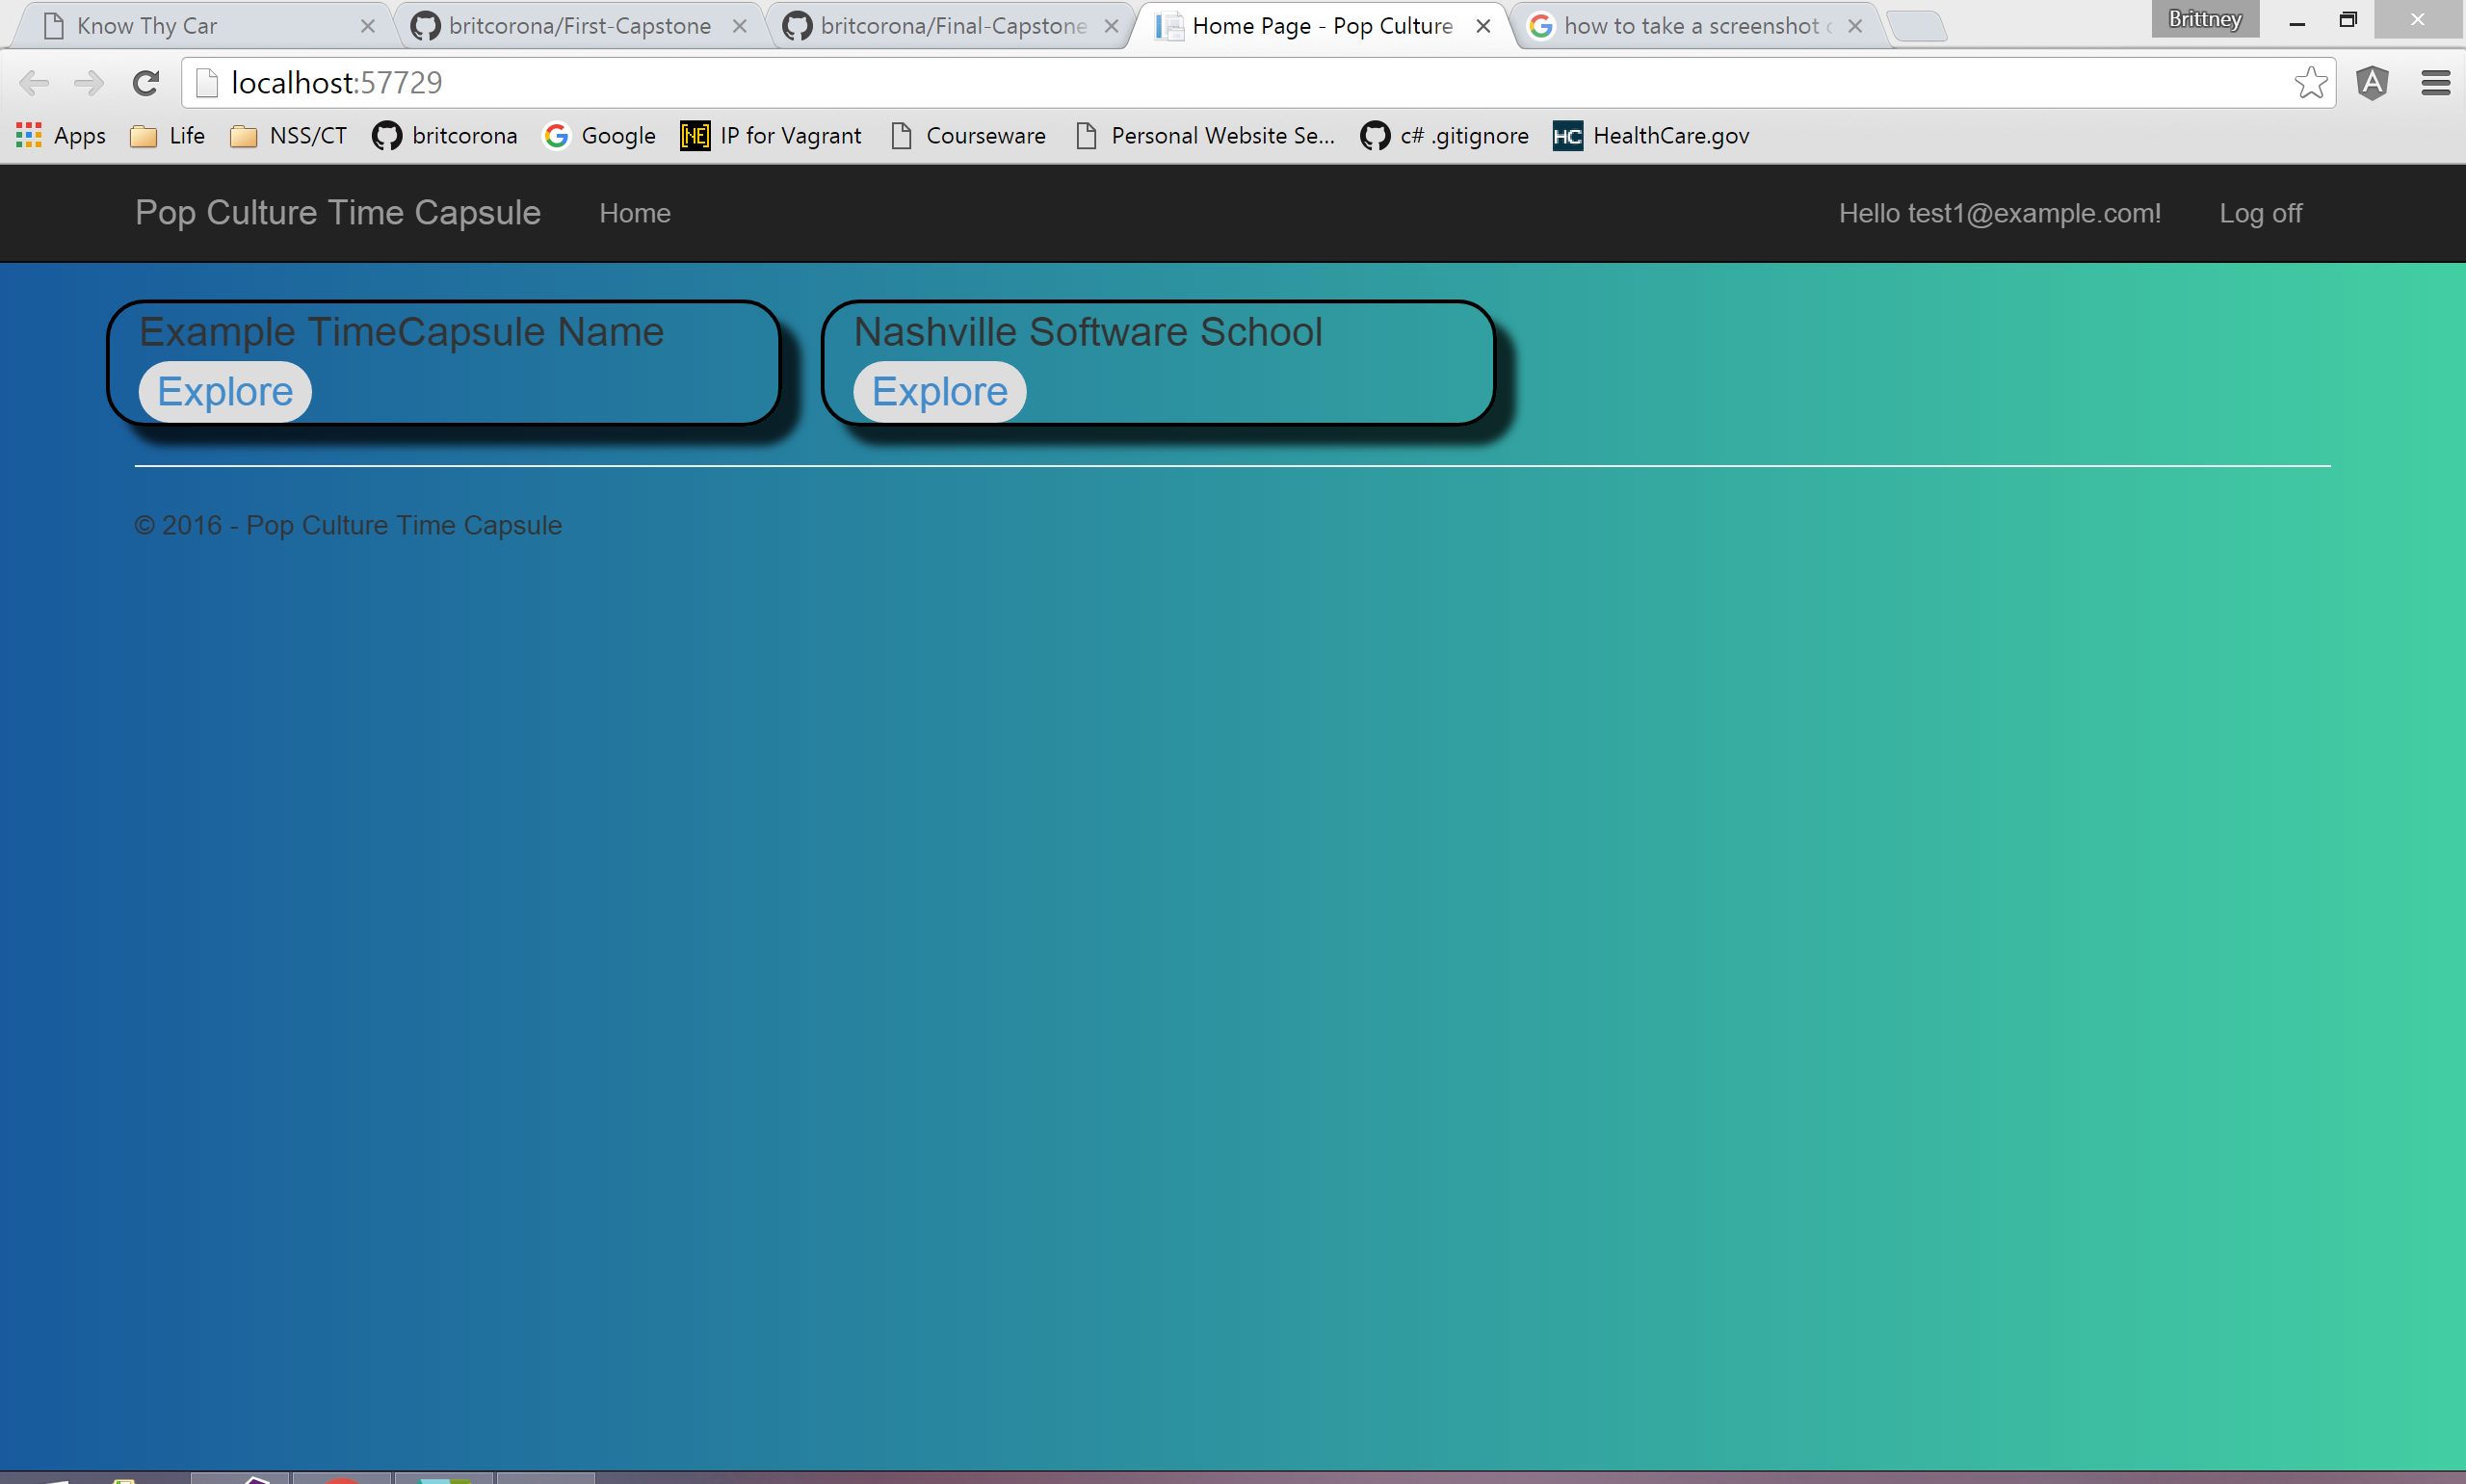 Know Thy Car
britcorona/First-Capstone
britcorona/Final-Capstone
Home Page - Pop Culture
how to take a screenshot
Brittney
localhost:57729
Apps Life NSS/CT britcorona Google IP for Vagrant Courseware Personal Website Se... c# .gitignore HealthCare.gov
Pop Culture Time Capsule Home Hello test1@example.com! Log off
Example TimeCapsule Name
Explore
Nashville Software School
Explore
© 2016 - Pop Culture Time Capsule